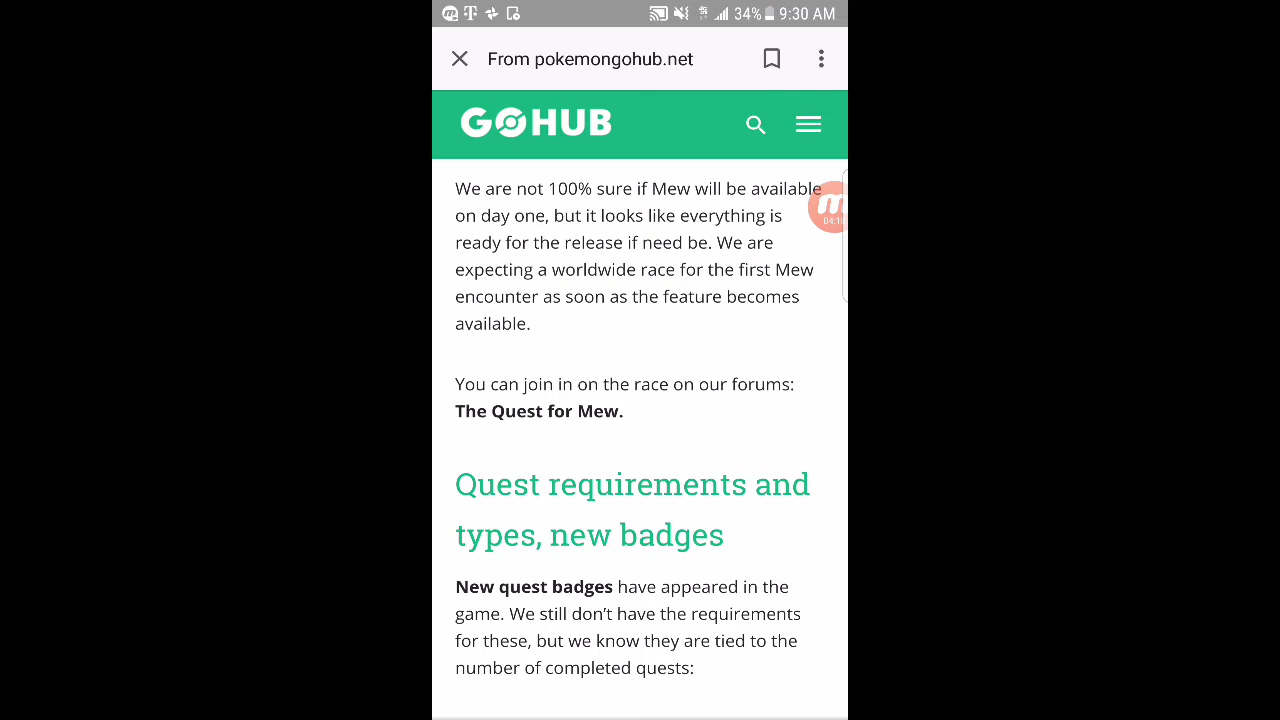 34% 9:30 AM
From pokemongohub.net
GOHUB
We are not 100% sure if Mew will be available
on day one, but it looks like everything is
ready for the release if need be. We are
expecting a worldwide race for the first Mew
encounter as soon as the feature becomes
available.
You can join in on the race on our forums:
The Quest for Mew.
Quest requirements and
types, new badges
New quest badges have appeared in the
game. We still don’t have the requirements
for these, but we know they are tied to the
number of completed quests: